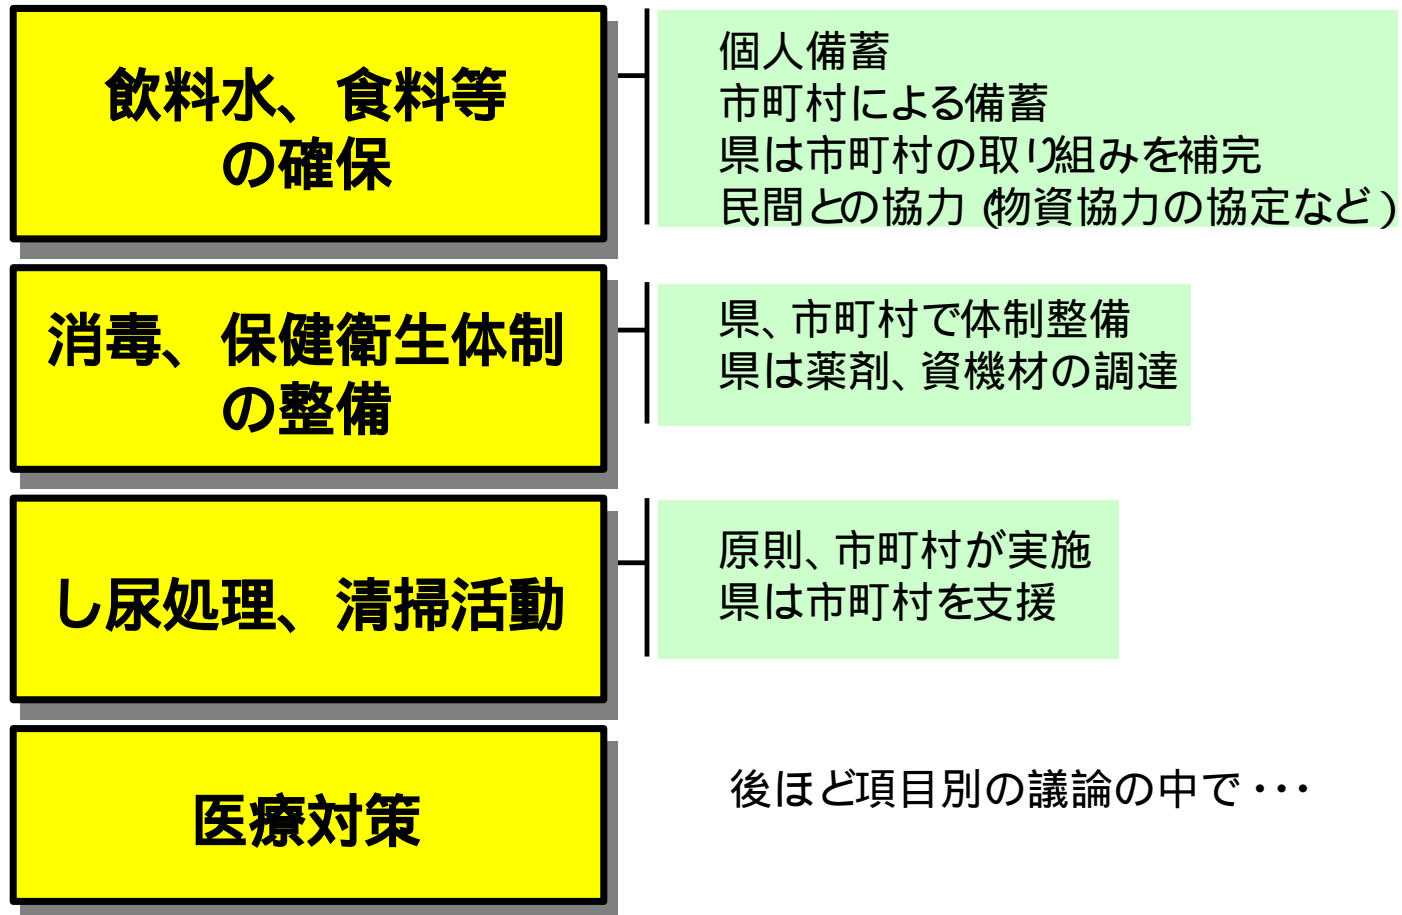 飲料水、食料等
の確保
個人備蓄
市町村による備蓄
県は市町村の取り組みを補完
民間との協力（物資協力の協定など）
消毒、保健衛生体制
の整備
県、市町村で体制整備
県は薬剤、資機材の調達
し尿処理、清掃活動
原則、市町村が実施
県は市町村を支援
医療対策
後ほど項目別の議論の中で・・・